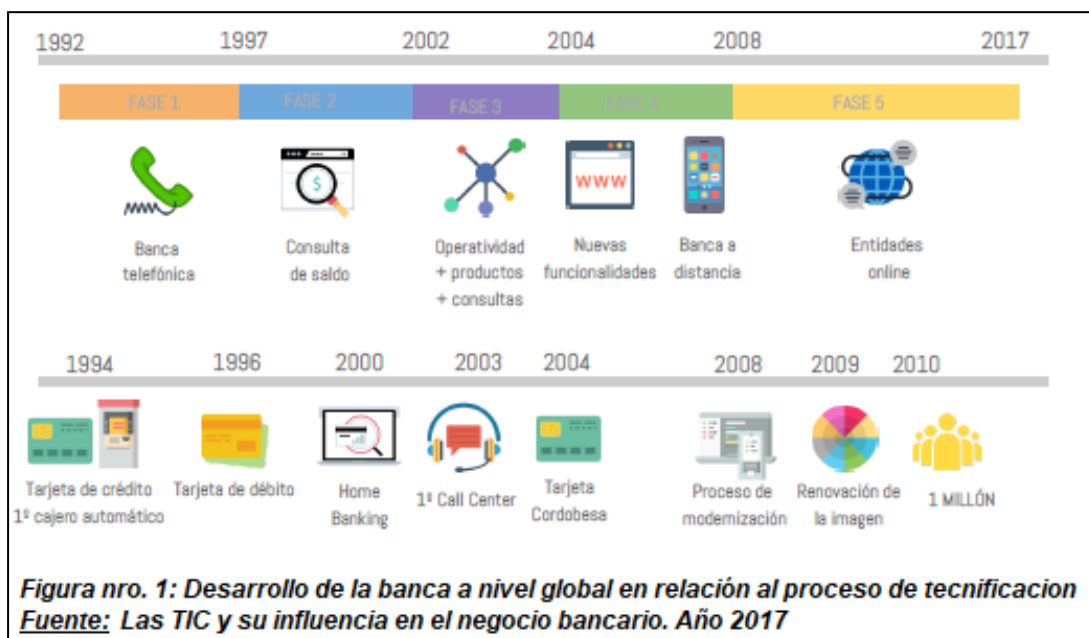 1992 1997 2002 2004 2008 2017
FASE 1 FASE 2 FASE 3 FASE 4 FASE 5
$
www
Banca
telefónica
Consulta
de saldo
Operatividad
+ productos
+ consultas
Nuevas
funcionalidades
Banca a
distancia
Entidades
online
1994 1996 2000 2003 2004 2008 2009 2010
Tarjeta de crédito
1º cajero automático
Tarjeta de débito
Home
Banking
1º Call Center
Tarjeta
Cordobesa
Proceso de
modernización
Renovación de
la imagen
1 MILLÓN
Figura nro. 1: Desarrollo de la banca a nivel global en relación al proceso de tecnificacion
Fuente: Las TIC y su influencia en el negocio bancario. Año 2017